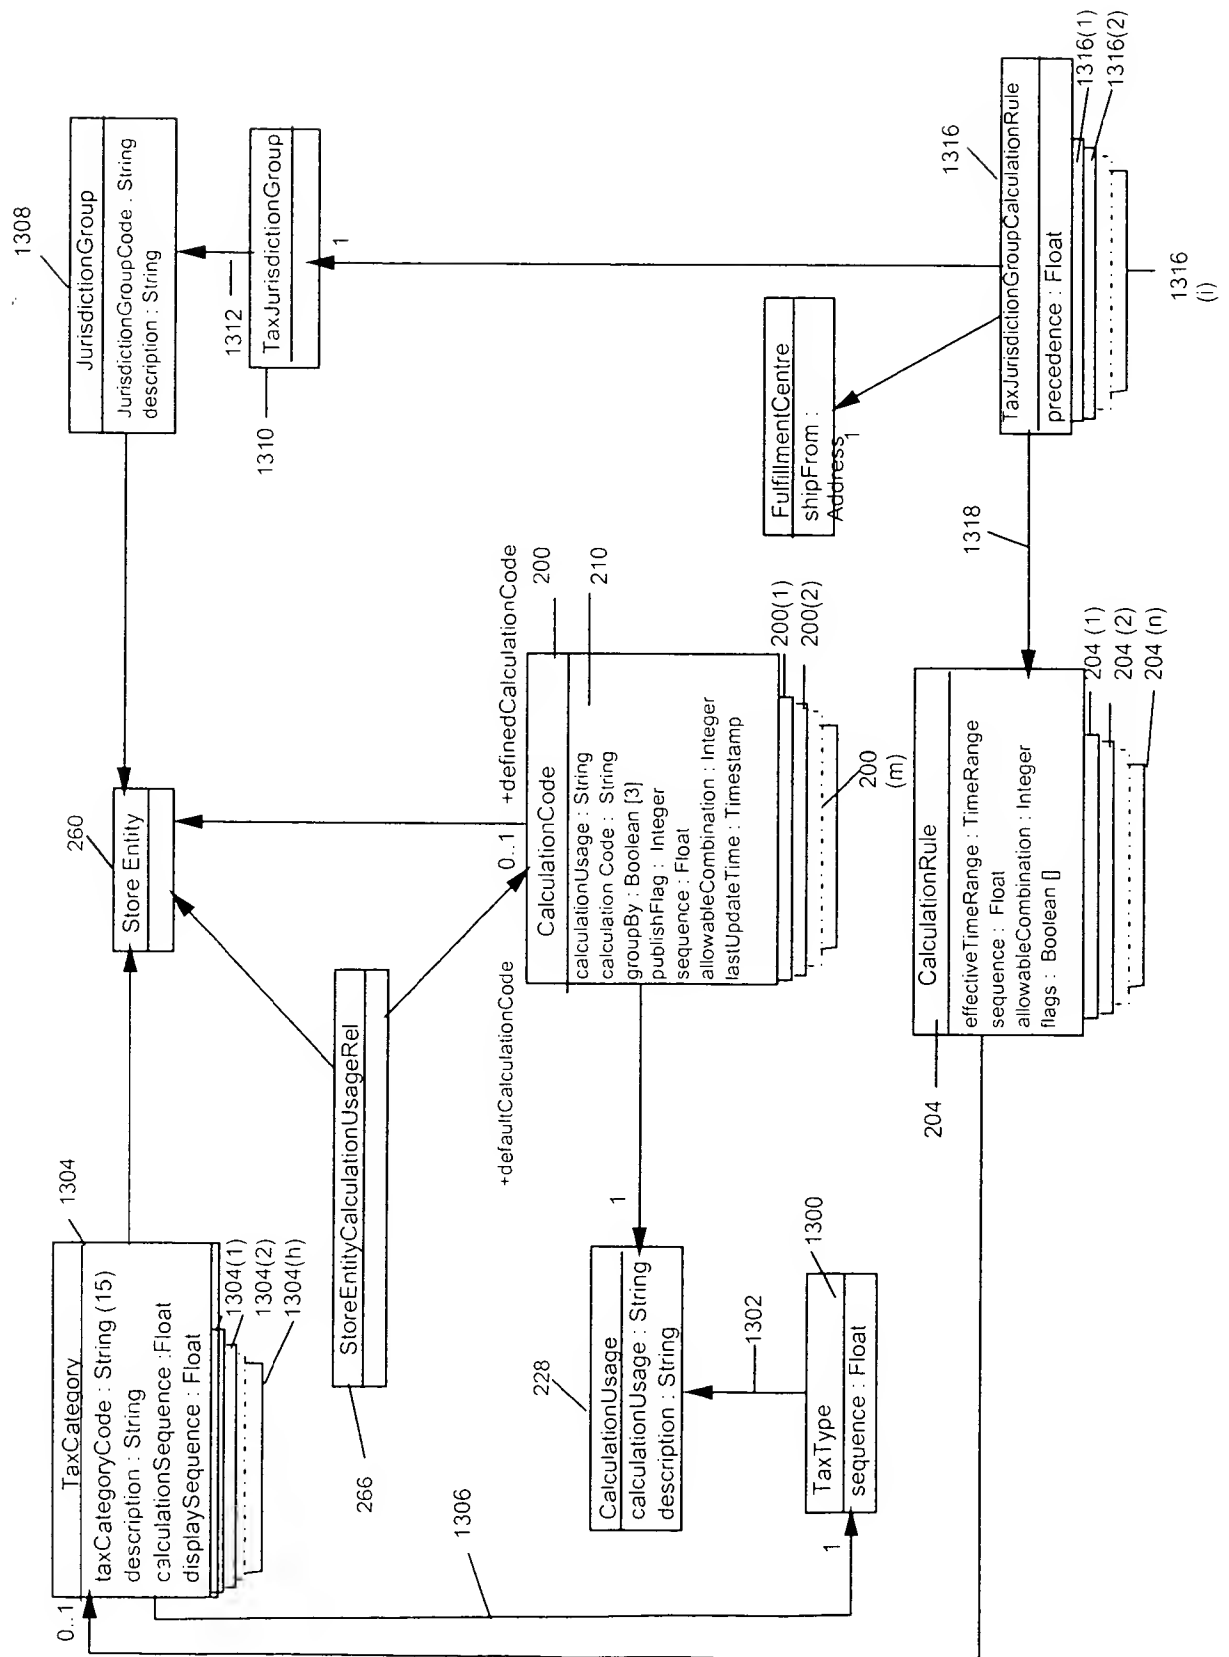 TaxCategory
taxCategoryCode : String (15)
description : String
calculationSequence :Float
displaySequence : Float
0..1
1304
1304(1)
1304(2)
1304(h)
Store Entity
260
JurisdictionGroup
JurisdictionGroupCode . String
description : String
1308
1312
TaxJurisdictionGroup
1310
1
StoreEntityCalculationUsageRel
266
+defaultCalculationCode
0..1
+definedCalculationCode
CalculationCode
calculationUsage : String
calculation Code : String
groupBy : Boolean [3]
publishFlag : Integer
sequence : Float
allowableCombination : Integer
lastUpdateTime : Timestamp
200
210
200(1)
200(2)
200
(m)
1306
CalculationUsage
calculationUsage : String
description : String
228
1
1302
TaxType
sequence : Float
1300
1
FulfillmentCentre
shipFrom :
Address
1
CalculationRule
effectiveTimeRange : TimeRange
sequence : Float
allowableCombination : Integer
flags : Boolean []
204
204 (1)
204 (2)
204 (n)
1318
TaxJurisdictionGroupCalculationRule
precedence : Float
1316
1316(1)
1316(2)
1316
(i)